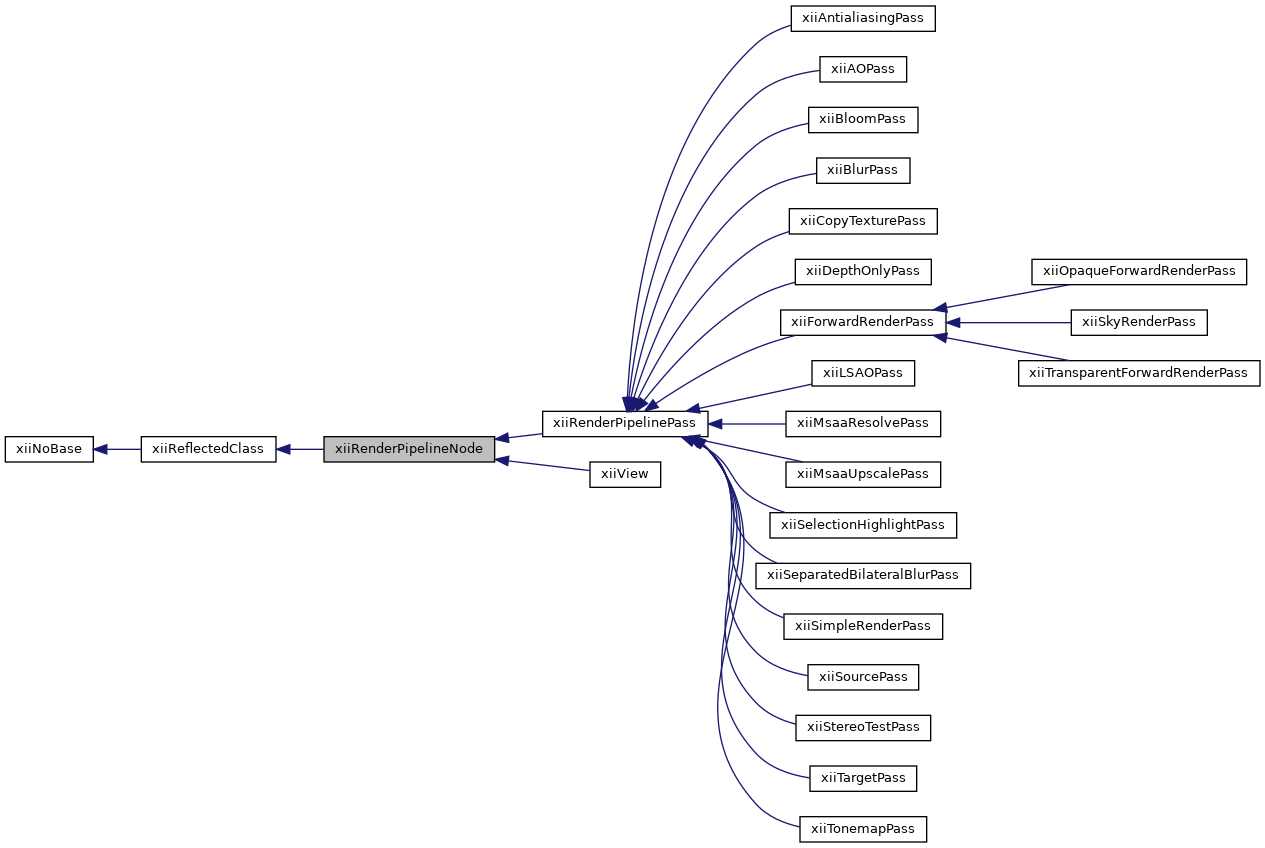 xiiAntialiasingPass
xiiAOPass
xiiBloomPass
xiiBlurPass
xiiCopyTexturePass
xiiDepthOnlyPass
xiiOpaqueForwardRenderPass
xiiForwardRenderPass
xiiSkyRenderPass
xiiLSAOPass
xiiTransparentForwardRenderPass
xiiRenderPipelinePass
xiiMsaaResolvePass
xiiNoBase
xiiReflectedClass
xiiRenderPipelineNode
xiiView
xiiMsaaUpscalePass
xiiSelectionHighlightPass
xiiSeparatedBilateralBlurPass
xiiSimpleRenderPass
xiiSourcePass
xiiStereoTestPass
xiiTargetPass
xiiTonemapPass